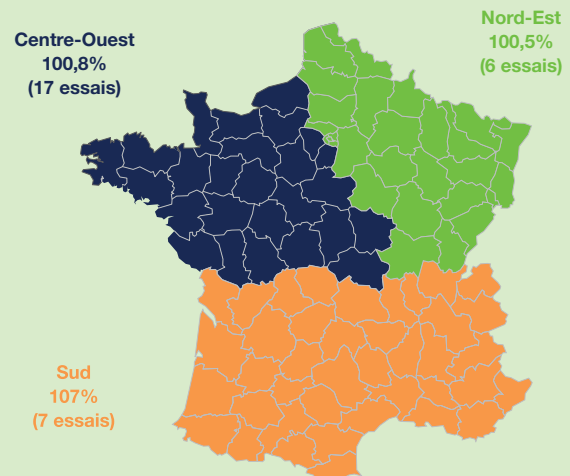 Centre-Ouest
100,8%
(17 essais)
Nord-Est
100,5%
(6 essais)
Sud
107%
(7 essais)